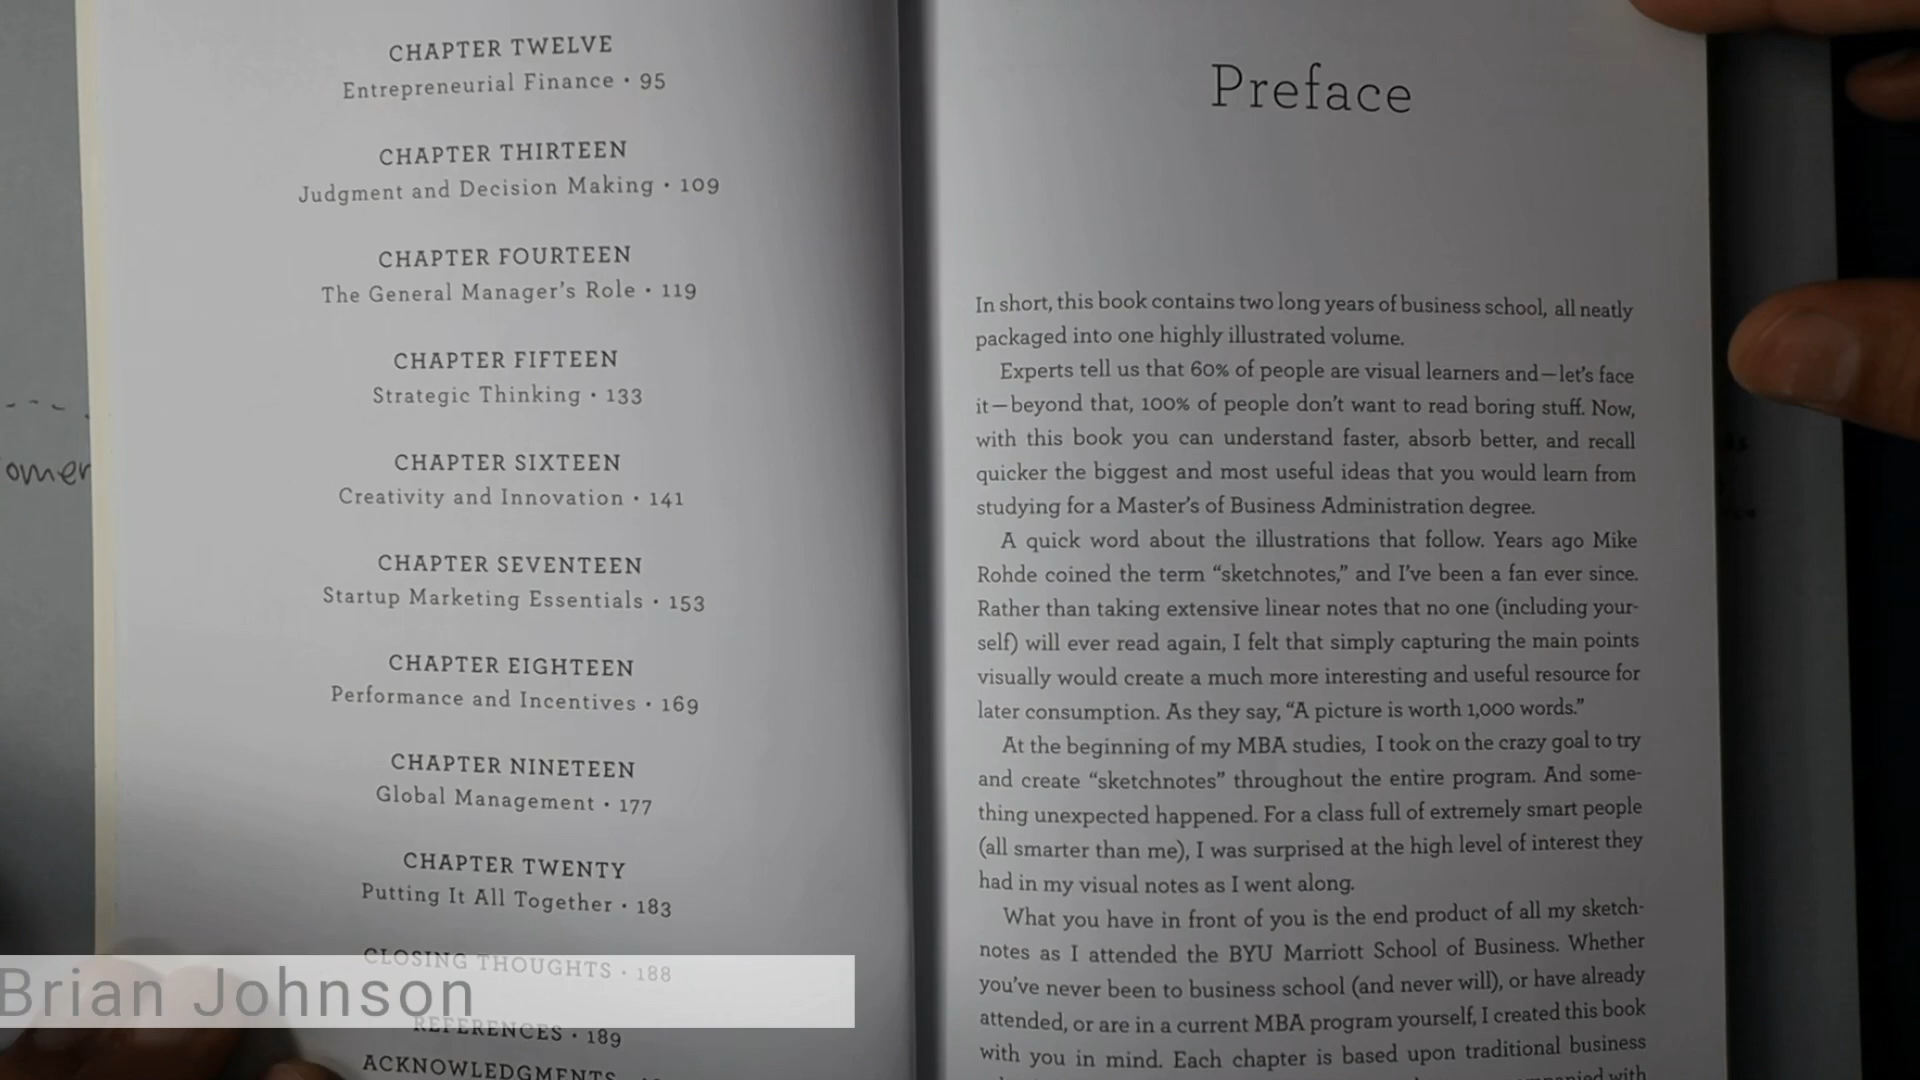 CHAPTER TWELVE
Entrepreneurial Finance • 95
CHAPTER THIRTEEN
Judgment and Decision Making • 109
CHAPTER FOURTEEN
The General Manager's Role • 119
CHAPTER FIFTEEN
Strategic Thinking • 133
CHAPTER SIXTEEN
Creativity and Innovation • 141
CHAPTER SEVENTEEN
Startup Marketing Essentials • 153
CHAPTER EIGHTEEN
Performance and Incentives • 169
CHAPTER NINETEEN
Global Management • 177
CHAPTER TWENTY
Putting It All Together • 183
CLOSING THOUGHTS • 188
REFERENCES • 189
ACKNOWLEDGMENTS
Brian Johnson
omer
Preface
In short, this book contains two long years of business school, all neatly
packaged into one highly illustrated volume.
Experts tell us that 60% of people are visual learners and—let's face
it—beyond that, 100% of people don't want to read boring stuff. Now,
with this book you can understand faster, absorb better, and recall
quicker the biggest and most useful ideas that you would learn from
studying for a Master's of Business Administration degree.
A quick word about the illustrations that follow. Years ago Mike
Rohde coined the term “sketchnotes,” and I've been a fan ever since.
Rather than taking extensive linear notes that no one (including your-
self) will ever read again, I felt that simply capturing the main points
visually would create a much more interesting and useful resource for
later consumption. As they say, “A picture is worth 1,000 words.”
At the beginning of my MBA studies, I took on the crazy goal to try
and create “sketchnotes” throughout the entire program. And some-
thing unexpected happened. For a class full of extremely smart people
(all smarter than me), I was surprised at the high level of interest they
had in my visual notes as I went along.
What you have in front of you is the end product of all my sketch-
notes as I attended the BYU Marriott School of Business. Whether
you've never been to business school (and never will), or have already
attended, or are in a current MBA program yourself, I created this book
with you in mind. Each chapter is based upon traditional business
with